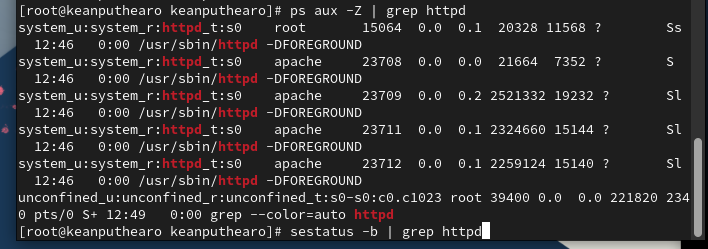 [root@keanputhearo keanputhearo]# ps aux -Z | grep httpd
system_u:system_r:httpd_t:s0    root       15064  0.0  0.1  20328 11568 ?        Ss
  12:46   0:00 /usr/sbin/httpd -DFOREGROUND
system_u:system_r:httpd_t:s0    apache     23708  0.0  0.0  21664  7352 ?        S
  12:46   0:00 /usr/sbin/httpd -DFOREGROUND
system_u:system_r:httpd_t:s0    apache     23709  0.0  0.2 2521332 19232 ?       Sl
  12:46   0:00 /usr/sbin/httpd -DFOREGROUND
system_u:system_r:httpd_t:s0    apache     23711  0.0  0.1 2324660 15144 ?       Sl
  12:46   0:00 /usr/sbin/httpd -DFOREGROUND
system_u:system_r:httpd_t:s0    apache     23712  0.0  0.1 2259124 15140 ?       Sl
  12:46   0:00 /usr/sbin/httpd -DFOREGROUND
unconfined_u:unconfined_r:unconfined_t:s0-s0:c0.c1023 root 39400 0.0  0.0 221820 234
0 pts/0 S+ 12:49   0:00 grep --color=auto httpd
[root@keanputhearo keanputhearo]# sestatus -b | grep httpd